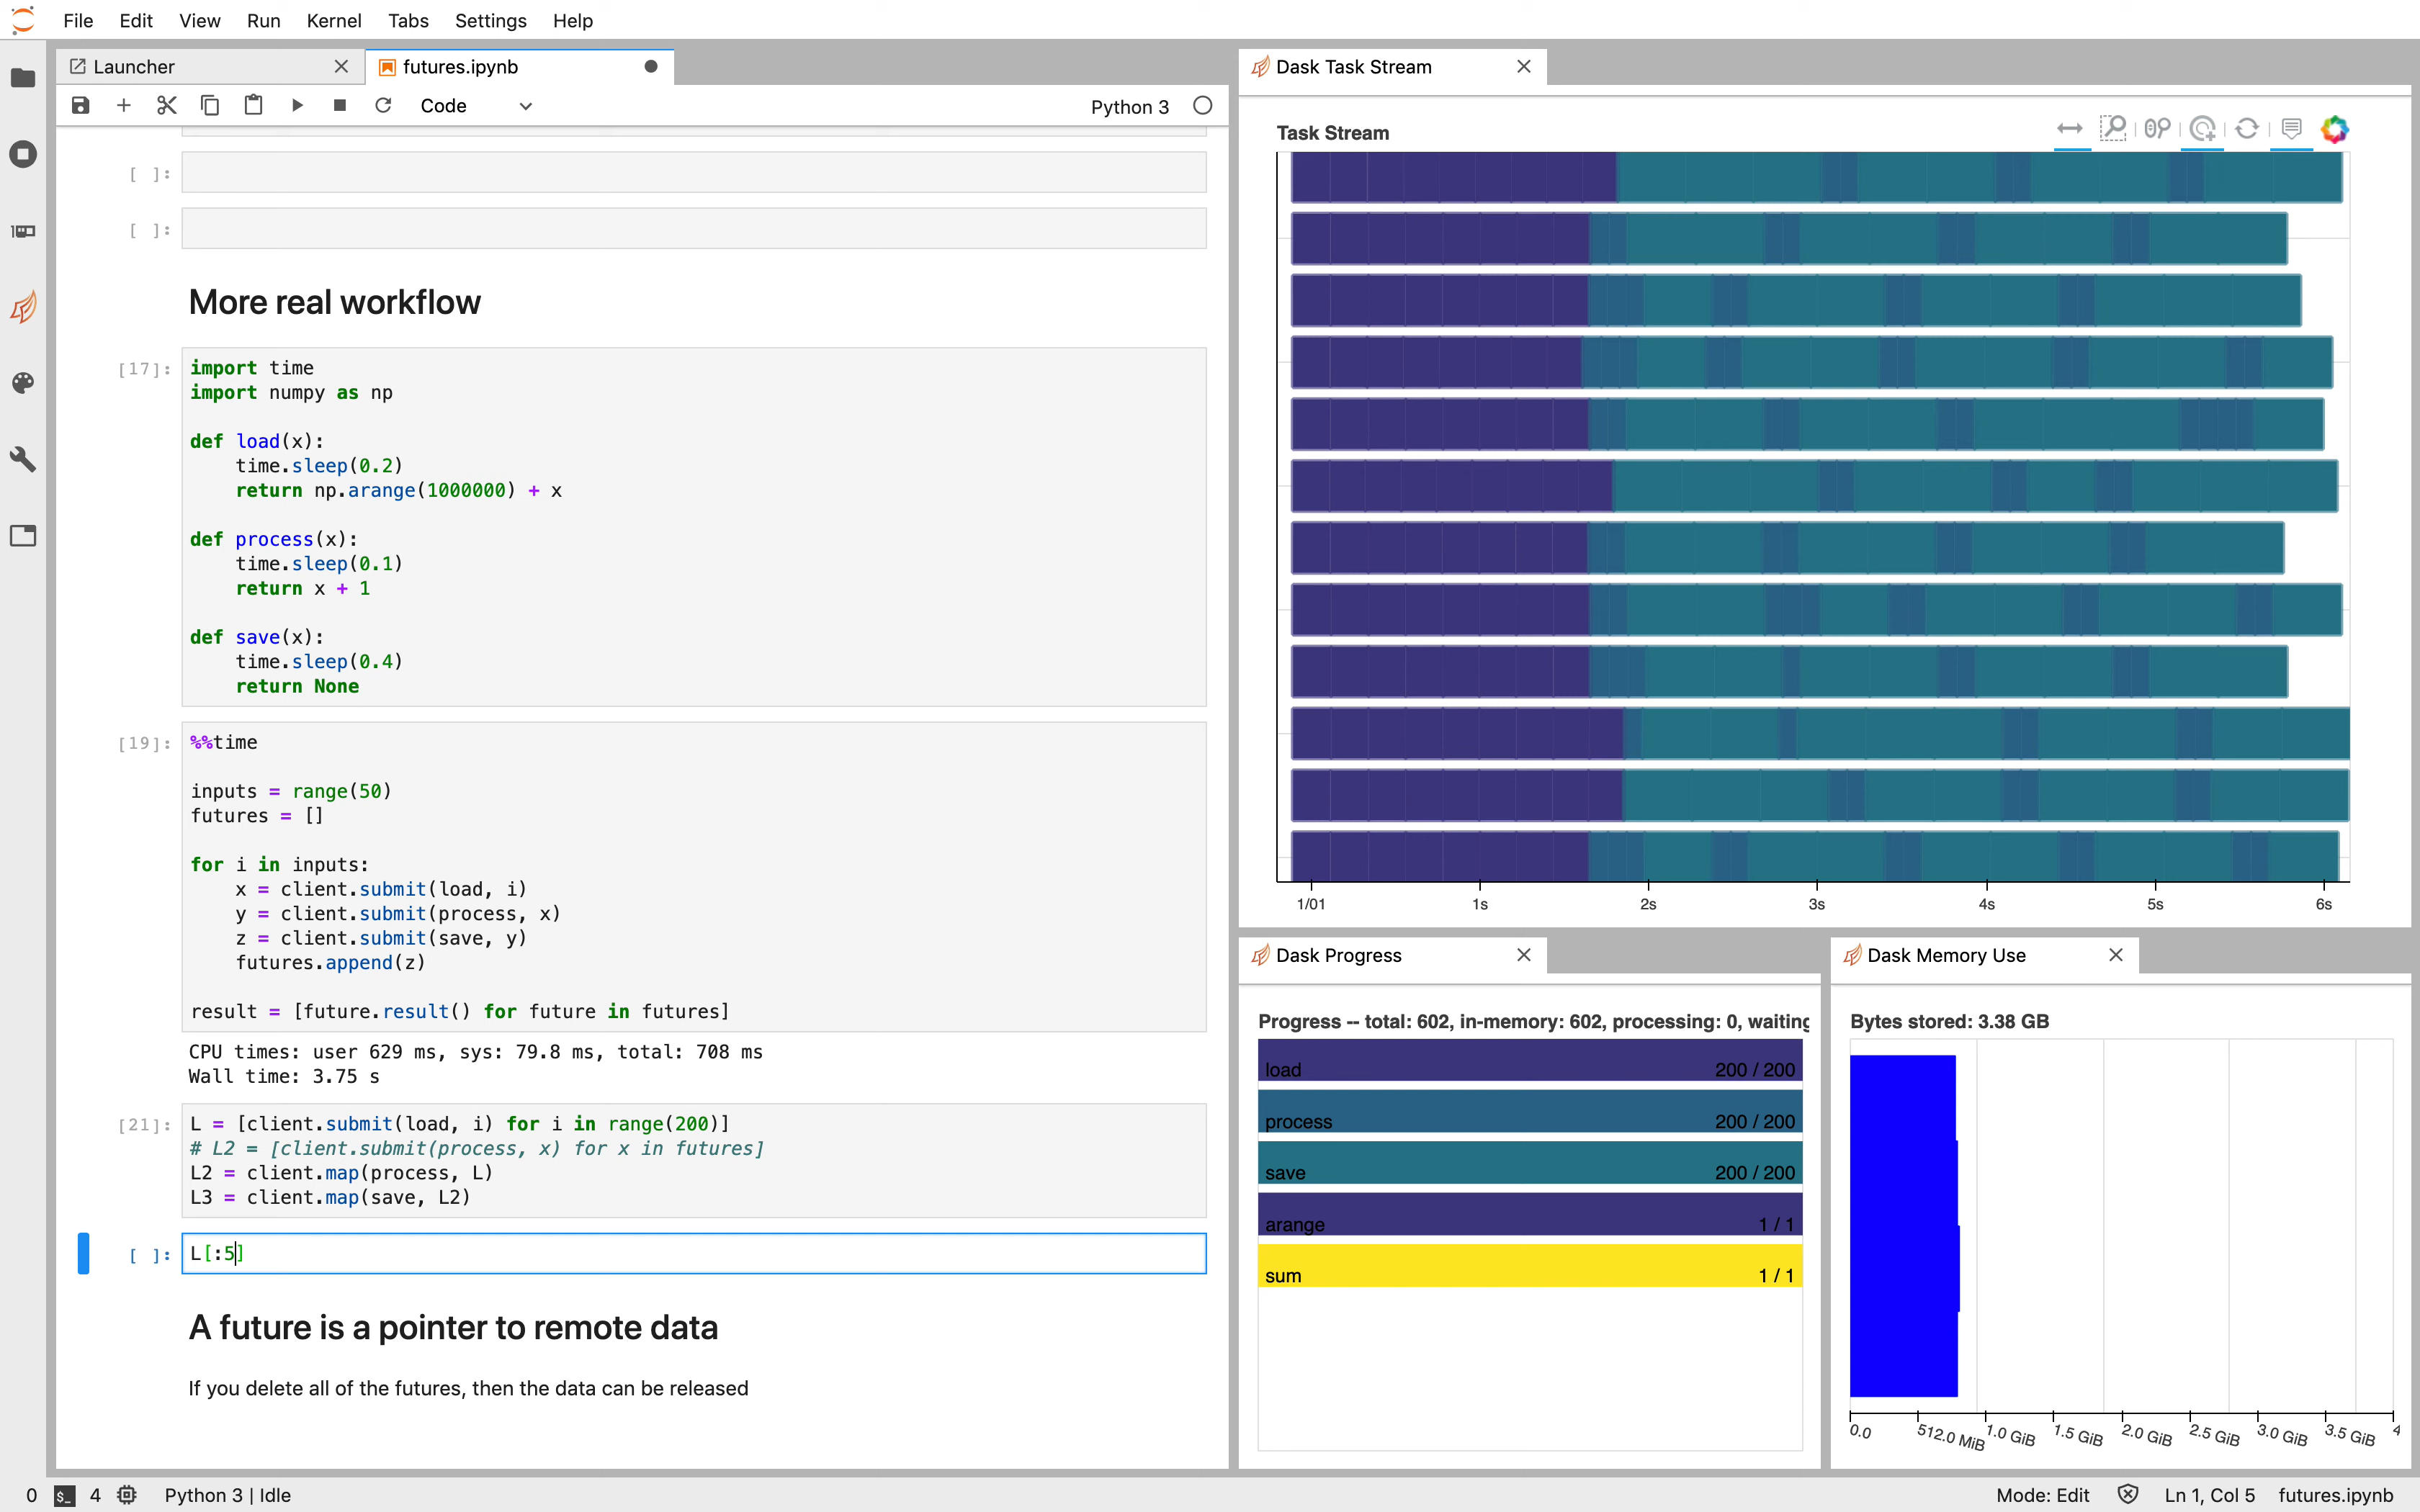 File Edit View Run Kernel Tabs Settings Help
Launcher
futures.ipynb
Code
Python 3
[ ]:
[ ]:
More real workflow
[17]:
import time
import numpy as np
def load(x):
    time.sleep(0.2)
    return np.arange(1000000) + x
def process(x):
    time.sleep(0.1)
    return x + 1
def save(x):
    time.sleep(0.4)
    return None
[19]:
%%time
inputs = range(50)
futures = []
for i in inputs:
    x = client.submit(load, i)
    y = client.submit(process, x)
    z = client.submit(save, y)
    futures.append(z)
result = [future.result() for future in futures]
CPU times: user 629 ms, sys: 79.8 ms, total: 708 ms
Wall time: 3.75 s
[21]:
L = [client.submit(load, i) for i in range(200)]
# L2 = [client.submit(process, x) for x in futures]
L2 = client.map(process, L)
L3 = client.map(save, L2)
[ ]:
L[:5]
A future is a pointer to remote data
If you delete all of the futures, then the data can be released
Dask Task Stream
Task Stream
1/01 1s 2s 3s 4s 5s 6s
Dask Progress
Progress -- total: 602, in-memory: 602, processing: 0, waiting
load 200 / 200
process 200 / 200
save 200 / 200
arange 1 / 1
sum 1 / 1
Dask Memory Use
Bytes stored: 3.38 GB
0.0 512.0 MiB 1.0 GiB 1.5 GiB 2.0 GiB 2.5 GiB 3.0 GiB 3.5 GiB 4
0 $_ 4 Python 3 | Idle
Mode: Edit Ln 1, Col 5 futures.ipynb